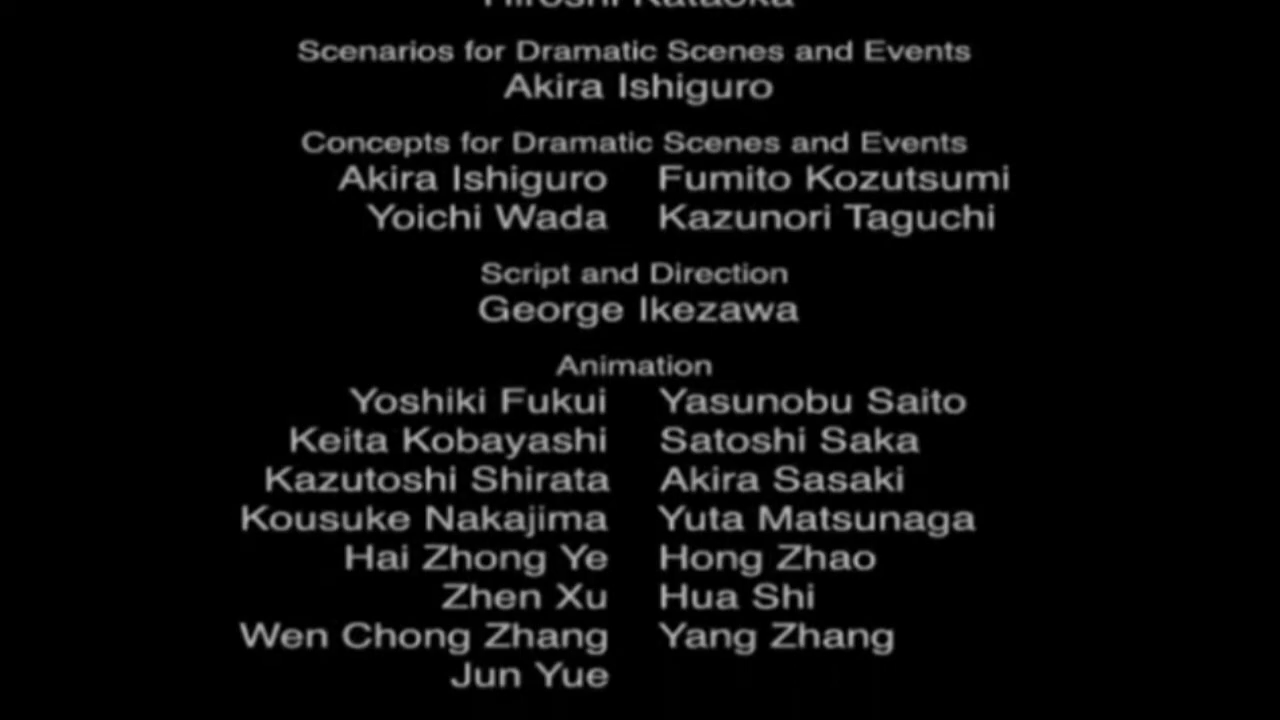 Hiroshi Kataoka
Scenarios for Dramatic Scenes and Events
Akira Ishiguro
Concepts for Dramatic Scenes and Events
Akira Ishiguro Fumito Kozutsumi
Yoichi Wada Kazunori Taguchi
Script and Direction
George Ikezawa
Animation
Yoshiki Fukui Yasunobu Saito
Keita Kobayashi Satoshi Saka
Kazutoshi Shirata Akira Sasaki
Kousuke Nakajima Yuta Matsunaga
Hai Zhong Ye Hong Zhao
Zhen Xu Hua Shi
Wen Chong Zhang Yang Zhang
Jun Yue